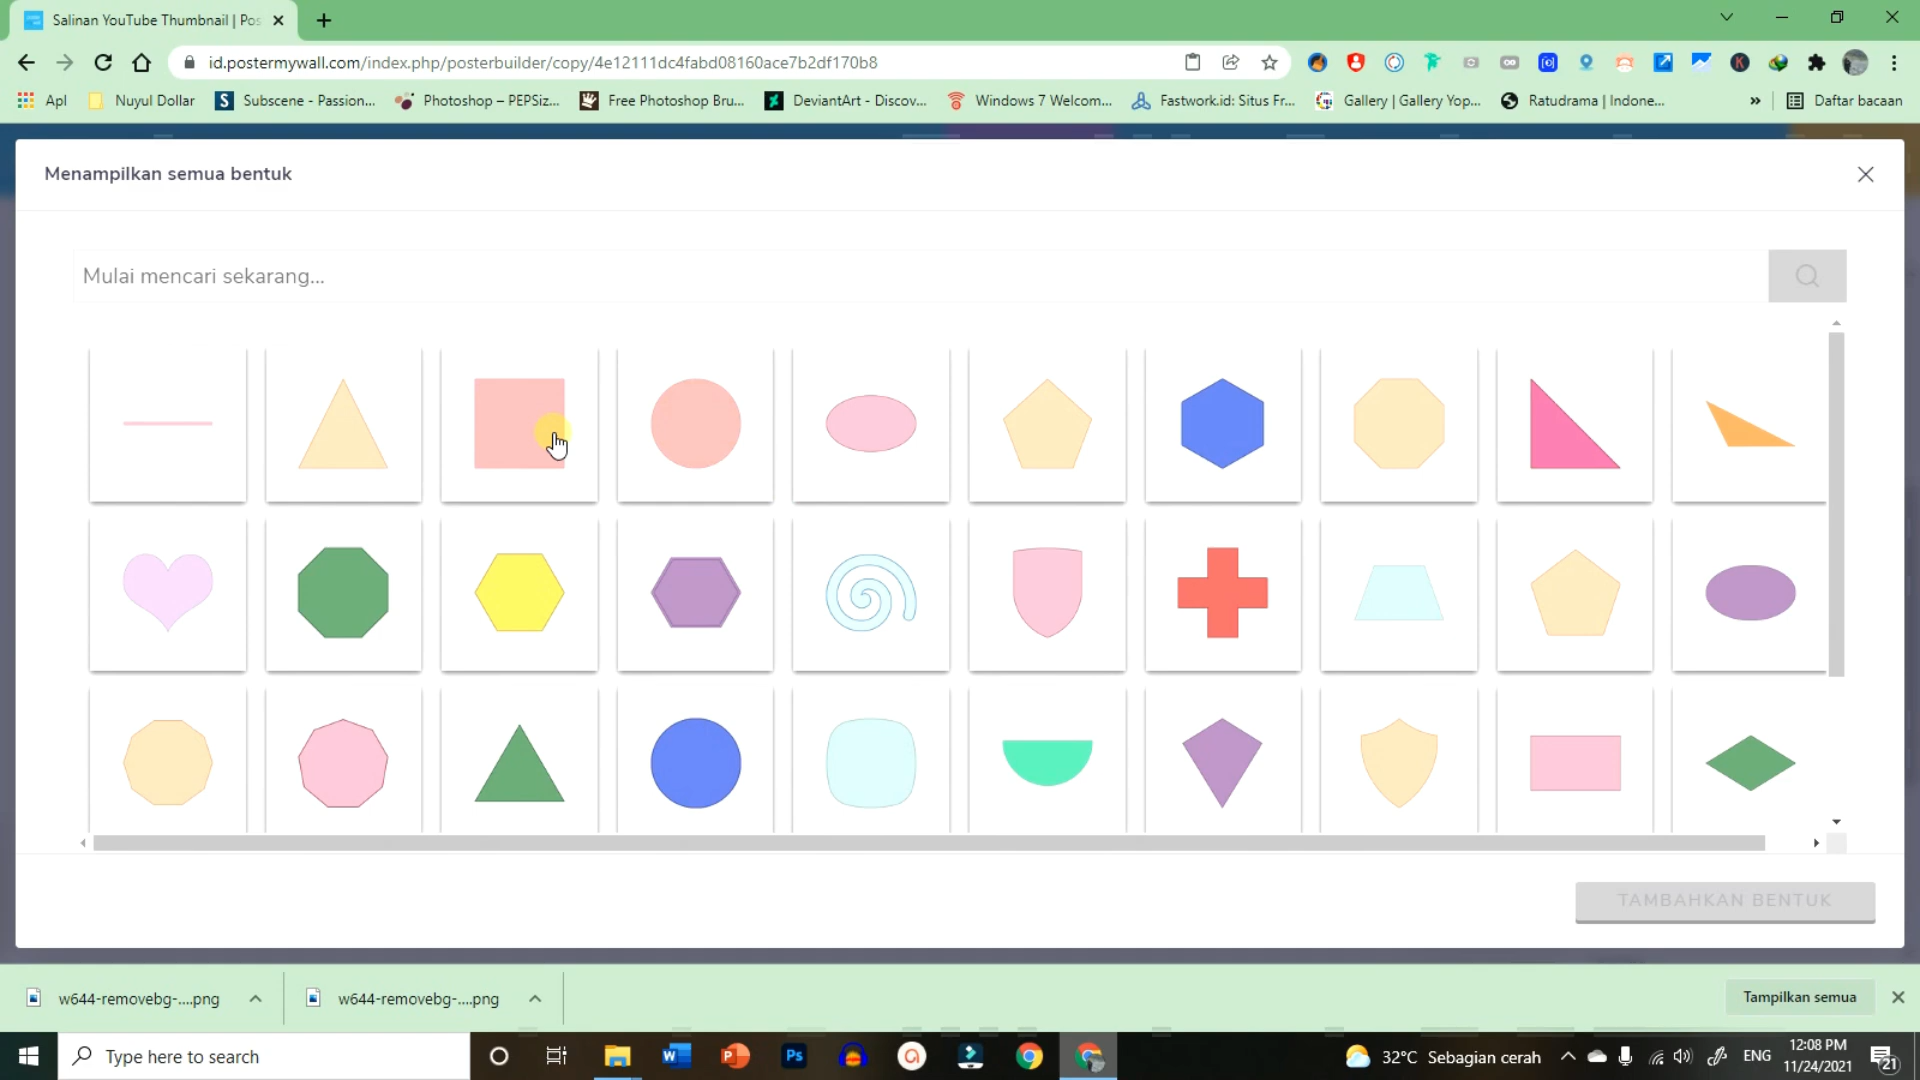 Salinan YouTube Thumbnail | Pos
id.postermywall.com/index.php/posterbuilder/copy/4e12111dc4fabd08160ace7b2df170b8
Apl
Nuyul Dollar
Subscene - Passion...
Photoshop – PEPSiz...
Free Photoshop Bru...
DeviantArt - Discov...
Windows 7 Welcom...
Fastwork.id: Situs Fr...
Gallery | Gallery Yop...
Ratudrama | Indone...
»
Daftar bacaan
Menampilkan semua bentuk
Mulai mencari sekarang...
TAMBAHKAN BENTUK
w644-removebg-....png
w644-removebg-....png
Tampilkan semua
Type here to search
32°C Sebagian cerah
ENG
12:08 PM
11/24/2021
21